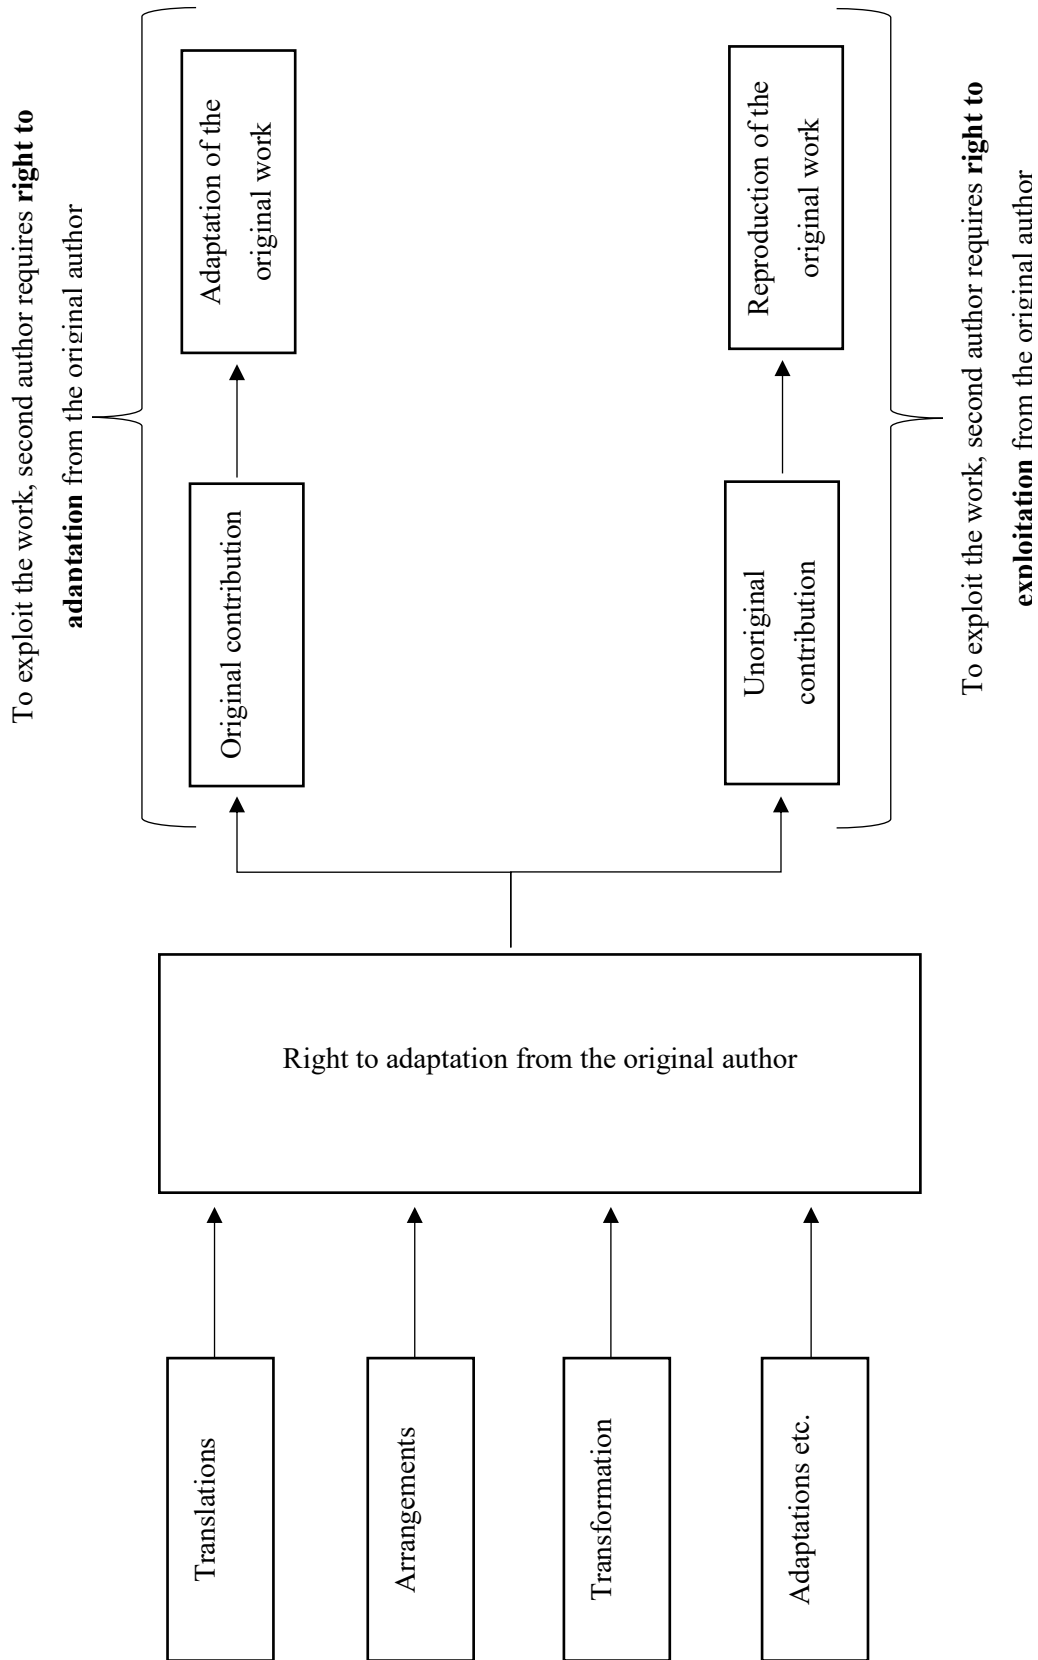 To exploit the work, second author requires right to
adaptation from the original author
Adaptation of the
original work
Original contribution
Reproduction of the
original work
Unoriginal
contribution
To exploit the work, second author requires right to
exploitation from the original author
Right to adaptation from the original author
Translations
Arrangements
Transformation
Adaptations etc.